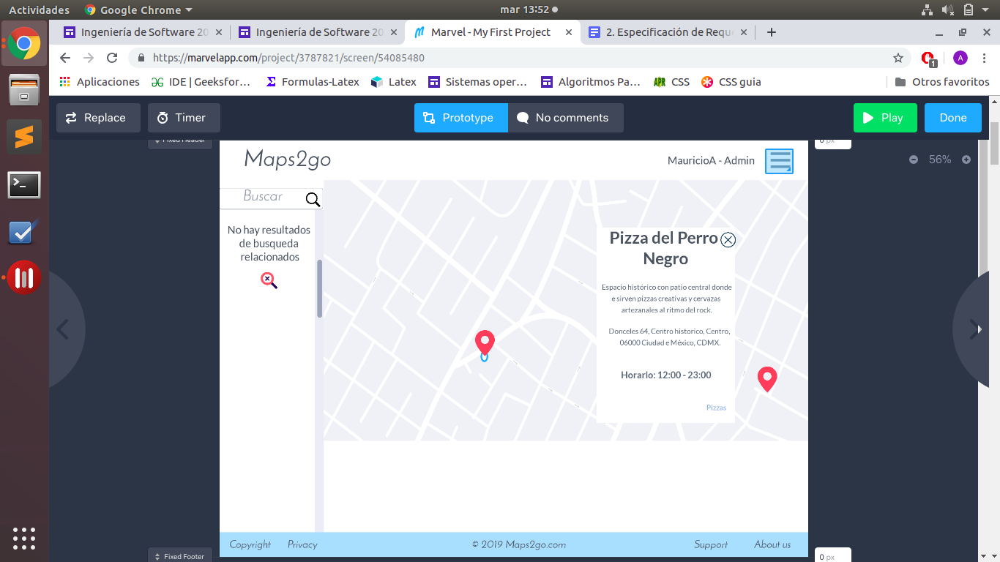 Actividades
Google Chrome
mar 13:52
Ingeniería de Software 20
Ingeniería de Software 20
Marvel - My First Project
2. Especificación de Reque
https://marvelapp.com/project/3787821/screen/54085480
1
A
Aplicaciones
IDE | Geeksfor...
Formulas-Latex
Latex
Sistemas oper...
Algoritmos Pa...
CSS
CSS guia
Otros favoritos
Replace
Timer
Prototype
No comments
Play
Done
Fixed Header
0 px
56%
Maps2go
MauricioA - Admin
Buscar
No hay resultados
de busqueda
relacionados
Pizza del Perro
Negro
Espacio histórico con patio central donde
e sirven pizzas creativas y cervazas
artezanales al ritmo del rock.
Donceles 64, Centro historico, Centro,
06000 Ciudad e México, CDMX.
Horario: 12:00 - 23:00
Pizzas
Copyright
Privacy
© 2019 Maps2go.com
Support
About us
Fixed Footer
0 px